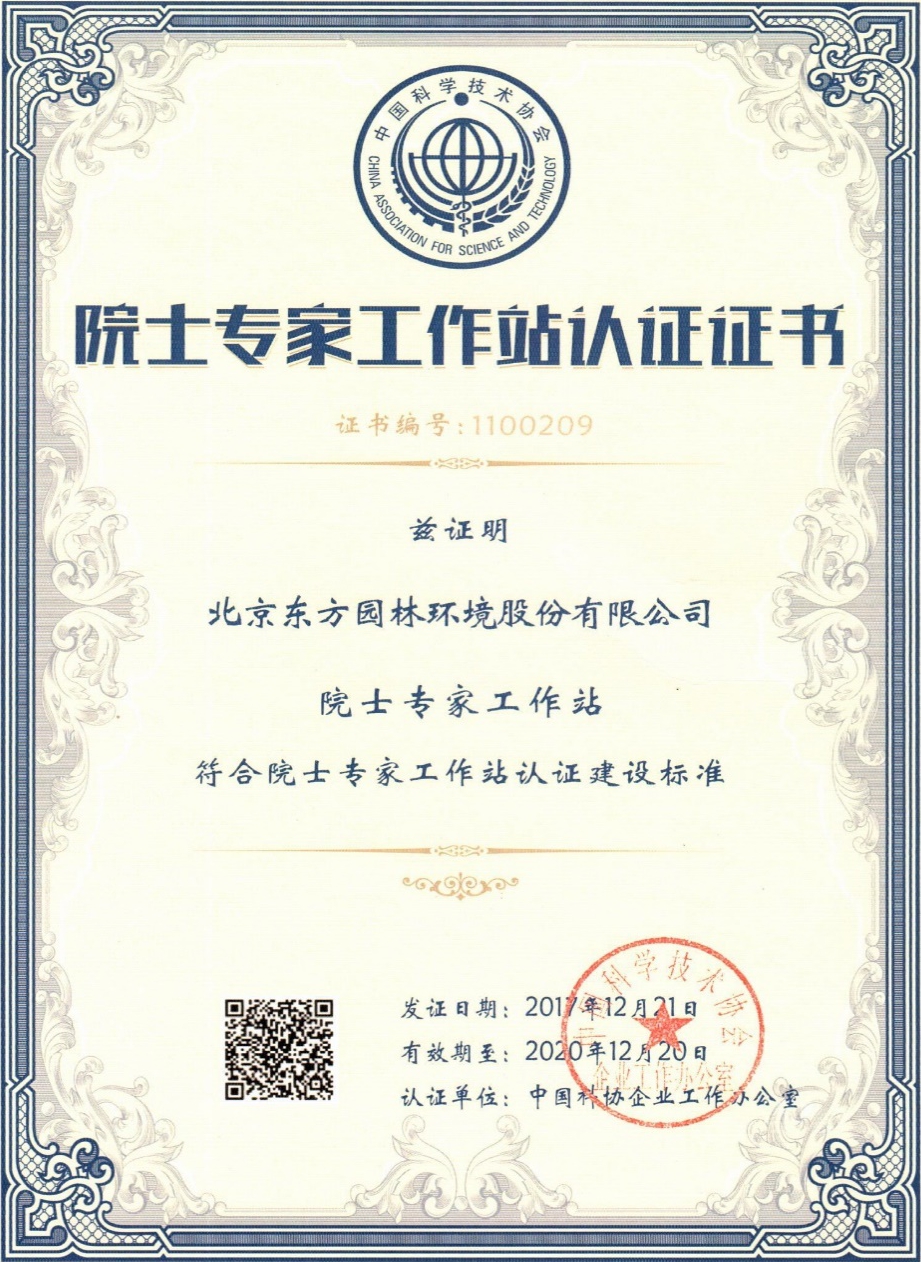 中国科学技术协会
CHINA ASSOCIATION FOR SCIENCE AND TECHNOLOGY
院士专家工作站认证证书
证书编号:1100209
兹证明
北京东方园林环境股份有限公司
院士专家工作站
符合院士专家工作站认证建设标准
发证日期：2017年12月21日
有效期至：2020年12月20日
认证单位：中国科协企业工作办公室
中国科学技术协会
企业工作办公室